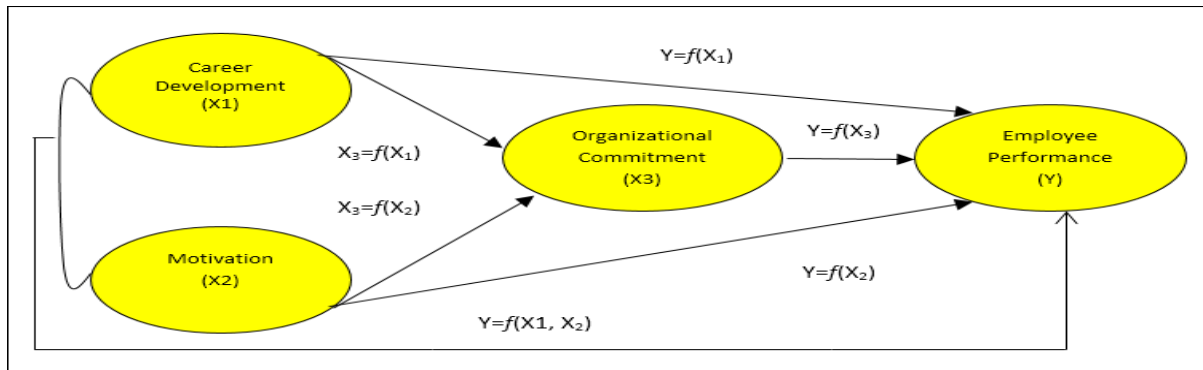 Career
Development
(X1)
Y=f(X₁)
X₃=f(X₁)
Organizational
Commitment
(X3)
Y=f(X₃)
Employee
Performance
(Y)
X₃=f(X₂)
Motivation
(X2)
Y=f(X₂)
Y=f(X1, X₂)